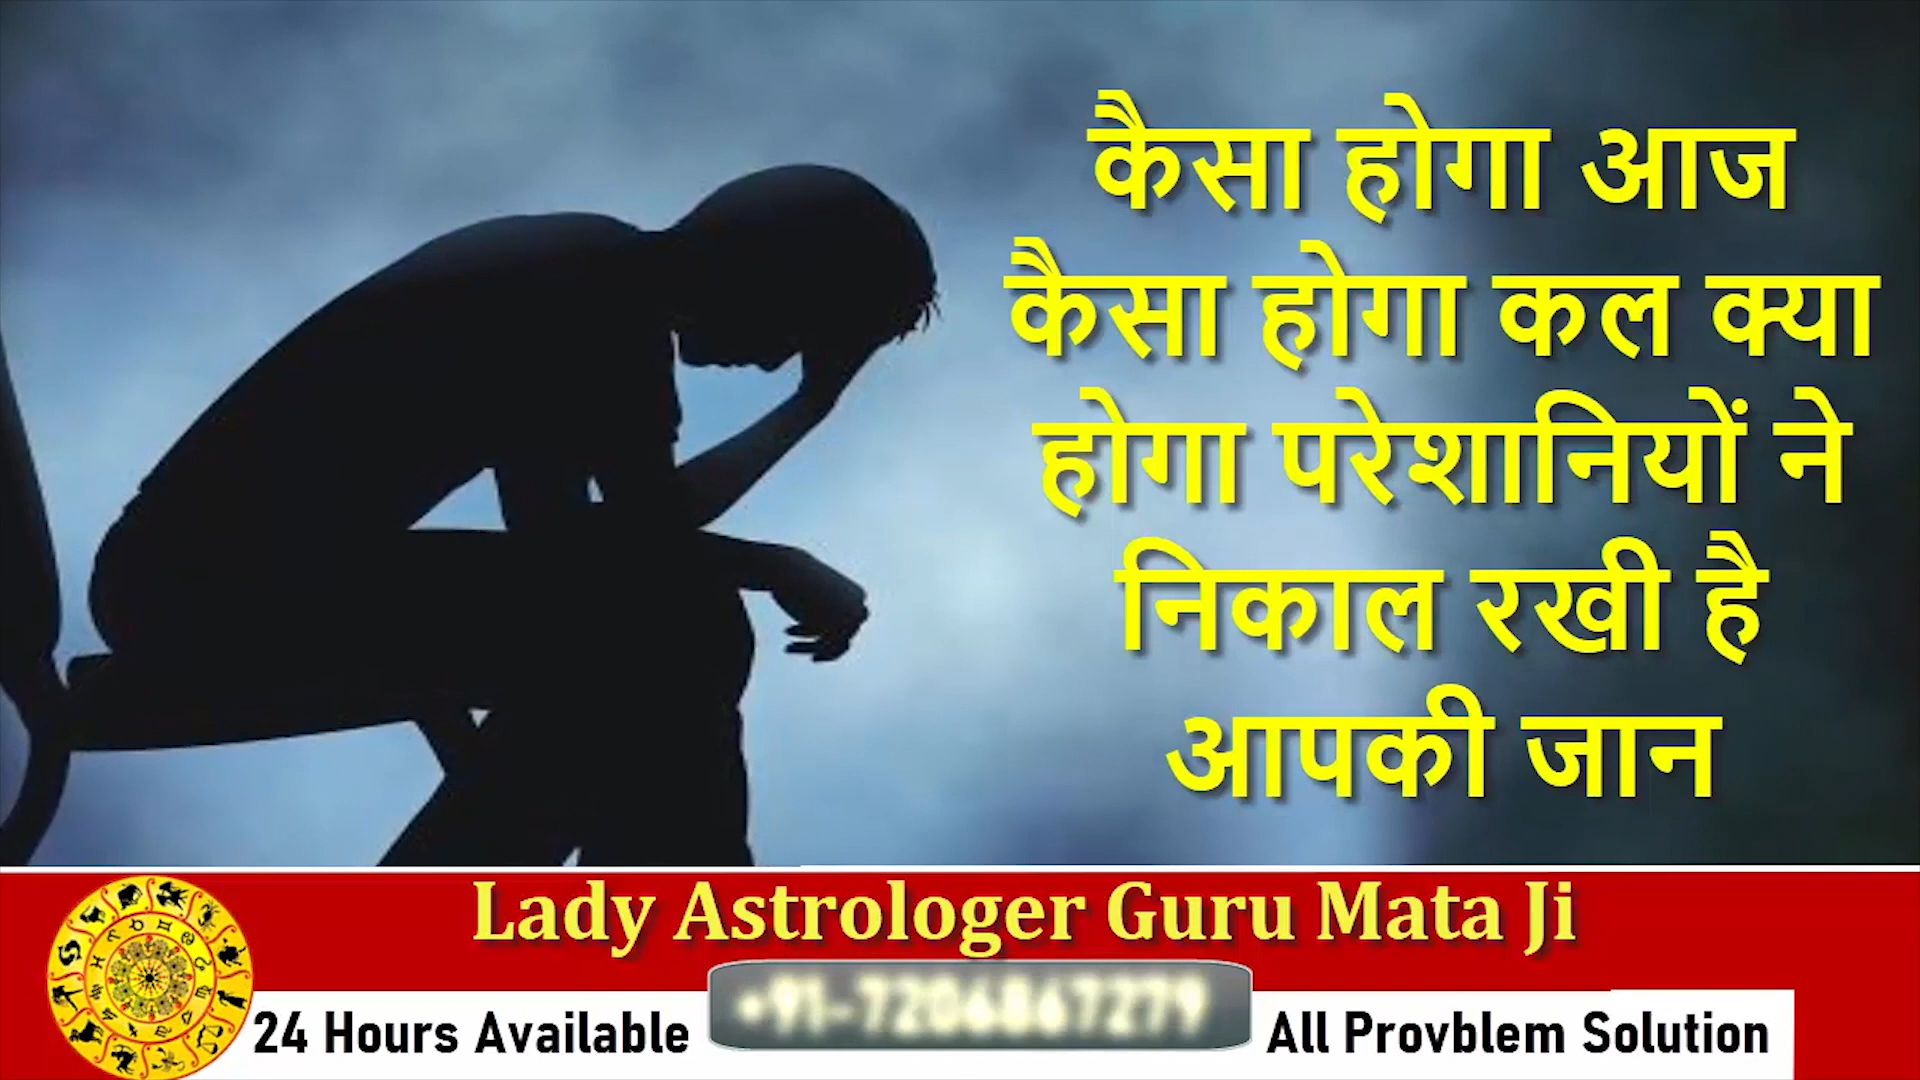 कैसा होगा आज
कैसा होगा कल क्या
होगा परेशानियों ने
निकाल रखी है
आपकी जान
Lady Astrologer Guru Mata Ji
24 Hours Available
All Provblem Solution